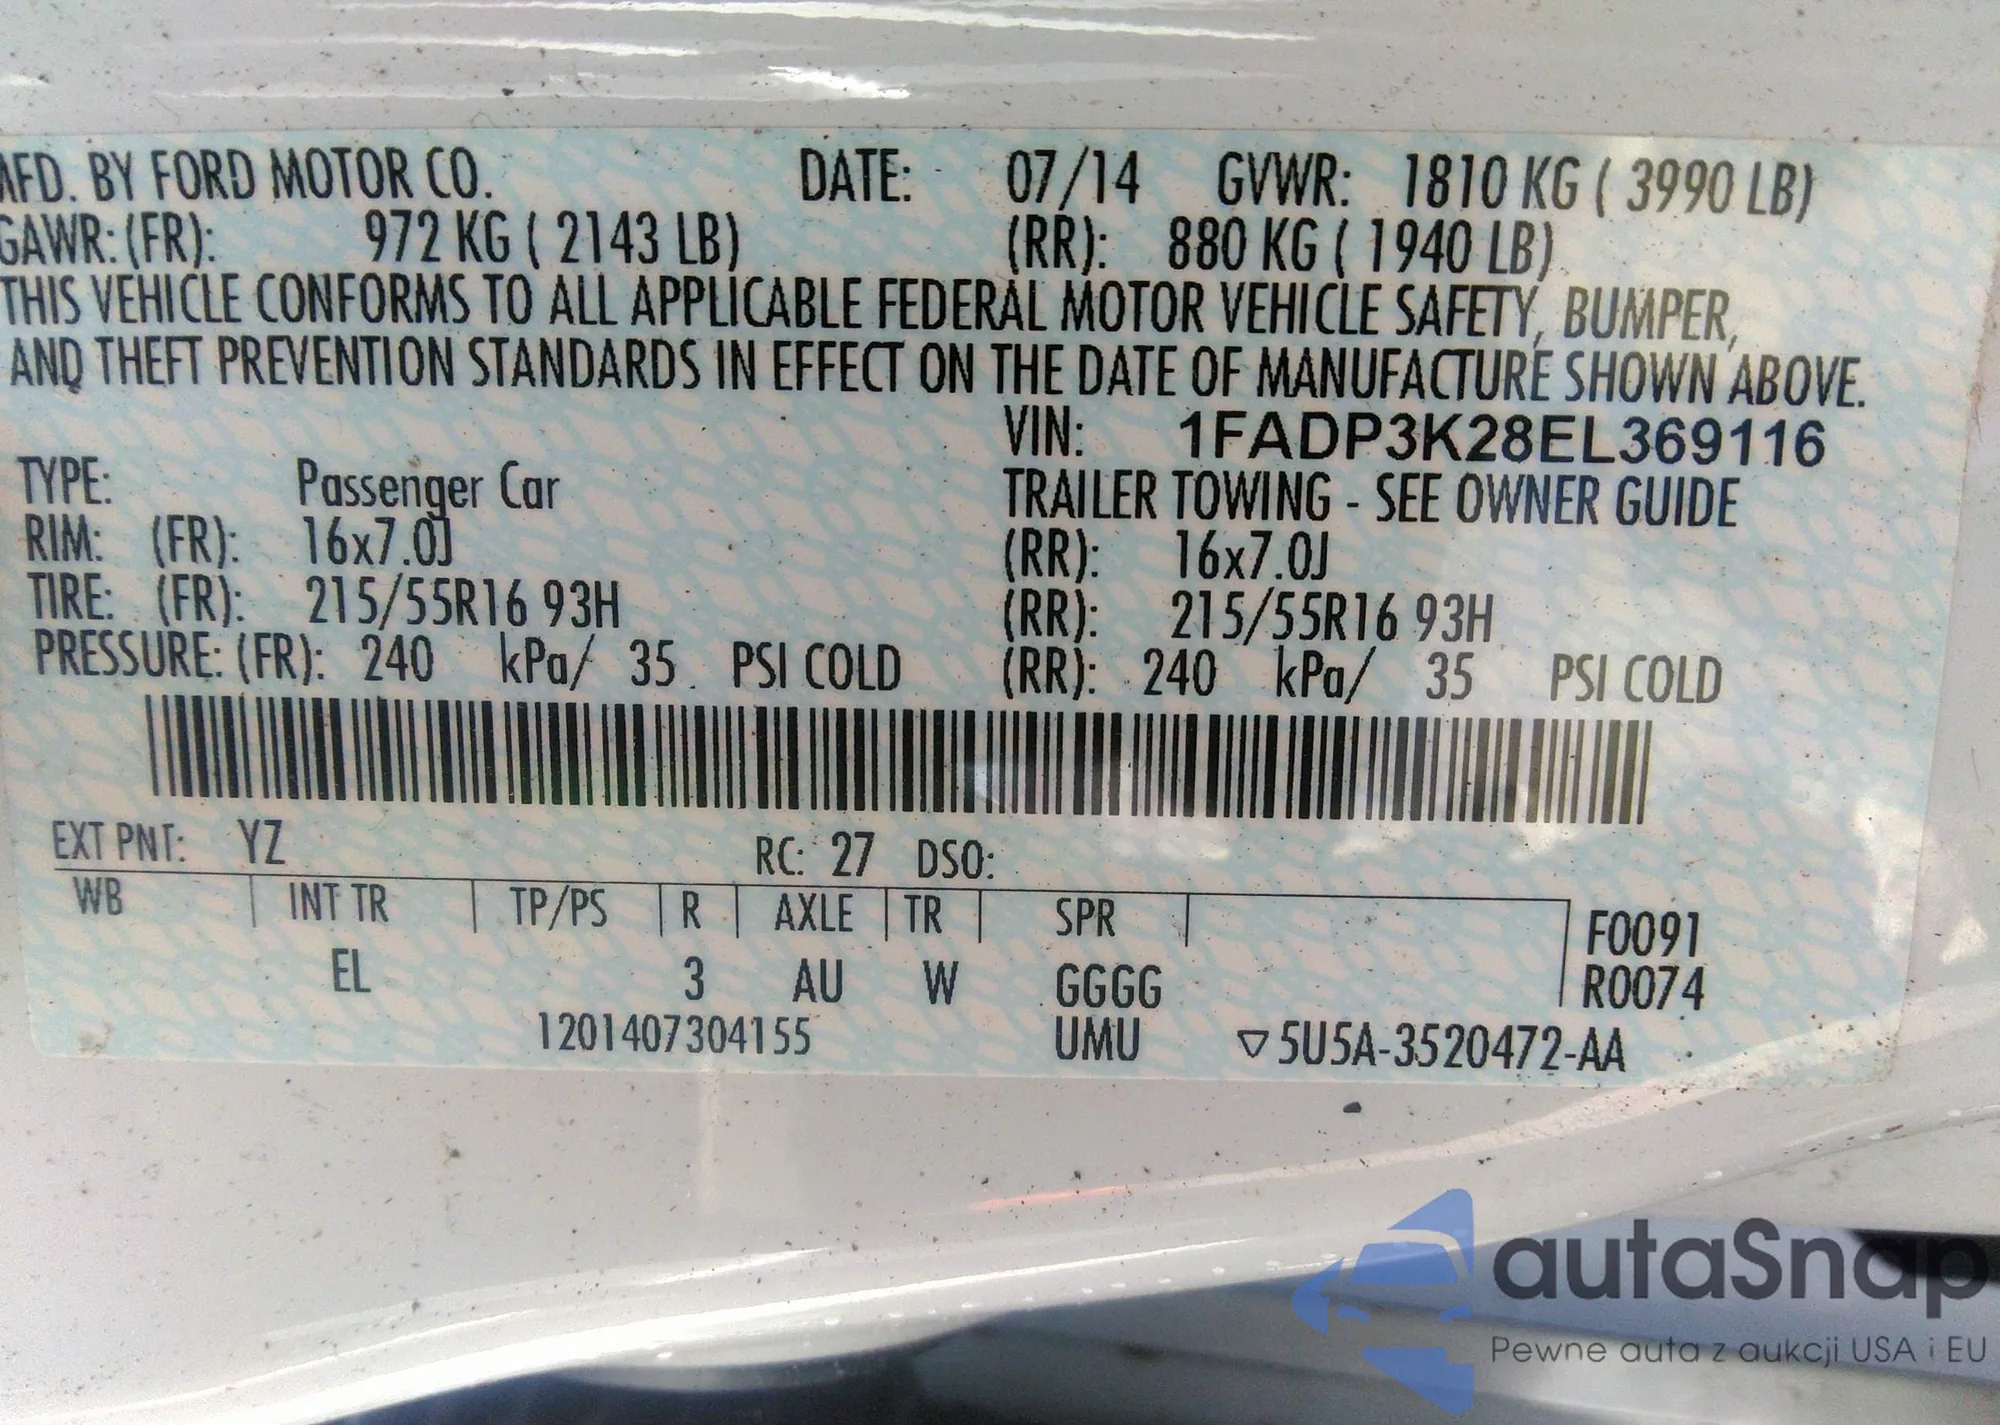 MFD. BY FORD MOTOR CO. DATE: 07/14 GVWR: 1810 KG ( 3990 LB)
GAWR: (FR): 972 KG ( 2143 LB) (RR): 880 KG ( 1940 LB)
THIS VEHICLE CONFORMS TO ALL APPLICABLE FEDERAL MOTOR VEHICLE SAFETY, BUMPER,
AND THEFT PREVENTION STANDARDS IN EFFECT ON THE DATE OF MANUFACTURE SHOWN ABOVE.
VIN: 1FADP3K28EL369116
TYPE: Passenger Car TRAILER TOWING - SEE OWNER GUIDE
RIM: (FR): 16x7.0J (RR): 16x7.0J
TIRE: (FR): 215/55R16 93H (RR): 215/55R16 93H
PRESSURE: (FR): 240 kPa/ 35 PSI COLD (RR): 240 kPa/ 35 PSI COLD
EXT PNT: YZ RC: 27 DSO:
WB INT TR TP/PS R AXLE TR SPR F0091
EL 3 AU W GGGG R0074
1201407304155 UMU ▽5U5A-3520472-AA
autaSnap
Pewne auta z aukcji USA i EU